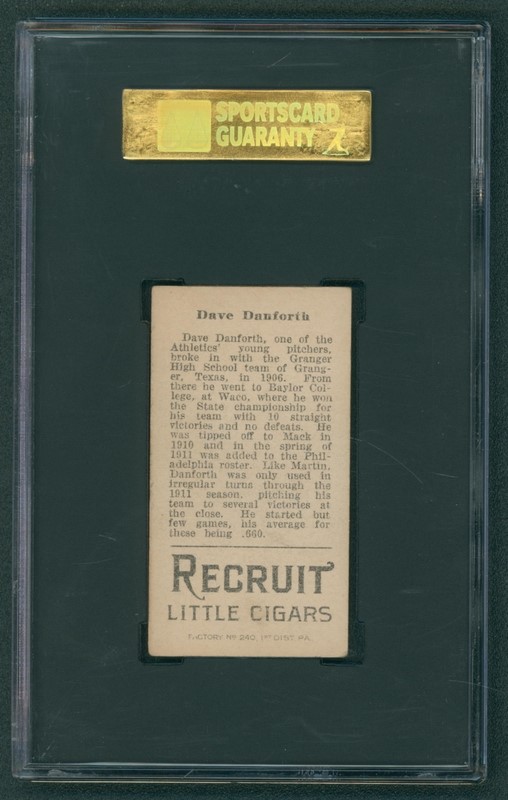 SPORTSCARD
GUARANTY
Dave Danforth
Dave Danforth, one of the
Athletics' young pitchers,
broke in with the Granger
High School team of Grang-
er, Texas, in 1906. From
there he went to Baylor Col-
lege, at Waco, where he won
the State championship for
his team with 10 straight
victories and no defeats. He
was tipped off to Mack in
1910 and in the spring of
1911 was added to the Phil-
adelphia roster. Like Martin,
Danforth was only used in
irregular turns through the
1911 season, pitching his
team to several victories at
the close. He started but
few games, his average for
these being .660.
RECRUIT
LITTLE CIGARS
FACTORY Nº 240, 1ST DIST. PA.